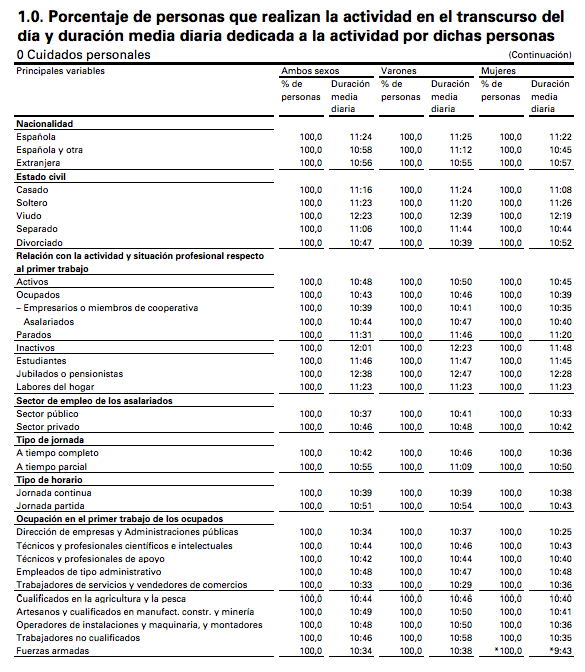 1.0. Porcentaje de personas que realizan la actividad en el transcurso del
día y duración media diaria dedicada a la actividad por dichas personas
0 Cuidados personales (Continuación)
Principales variables Ambos sexos Varones Mujeres
% de Duración % de Duración % de Duración
personas media personas media personas media
diaria diaria diaria
Nacionalidad
Española 100,0 11:24 100,0 11:25 100,0 11:22
Española y otra 100,0 10:58 100,0 11:12 100,0 10:45
Extranjera 100,0 10:56 100,0 10:55 100,0 10:57
Estado civil
Casado 100,0 11:16 100,0 11:24 100,0 11:08
Soltero 100,0 11:23 100,0 11:20 100,0 11:26
Viudo 100,0 12:23 100,0 12:39 100,0 12:19
Separado 100,0 11:06 100,0 11:44 100,0 10:44
Divorciado 100,0 10:47 100,0 10:39 100,0 10:52
Relación con la actividad y situación profesional respecto
al primer trabajo
Activos 100,0 10:48 100,0 10:50 100,0 10:45
Ocupados 100,0 10:43 100,0 10:46 100,0 10:39
– Empresarios o miembros de cooperativa 100,0 10:39 100,0 10:41 100,0 10:35
Asalariados 100,0 10:44 100,0 10:47 100,0 10:40
Parados 100,0 11:31 100,0 11:46 100,0 11:20
Inactivos 100,0 12:01 100,0 12:23 100,0 11:48
Estudiantes 100,0 11:46 100,0 11:47 100,0 11:45
Jubilados o pensionistas 100,0 12:38 100,0 12:47 100,0 12:28
Labores del hogar 100,0 11:23 100,0 11:23 100,0 11:23
Sector de empleo de los asalariados
Sector público 100,0 10:37 100,0 10:41 100,0 10:33
Sector privado 100,0 10:46 100,0 10:48 100,0 10:42
Tipo de jornada
A tiempo completo 100,0 10:42 100,0 10:46 100,0 10:36
A tiempo parcial 100,0 10:55 100,0 11:09 100,0 10:50
Tipo de horario
Jornada continua 100,0 10:39 100,0 10:39 100,0 10:38
Jornada partida 100,0 10:51 100,0 10:54 100,0 10:43
Ocupación en el primer trabajo de los ocupados
Dirección de empresas y Administraciones públicas 100,0 10:34 100,0 10:37 100,0 10:25
Técnicos y profesionales científicos e intelectuales 100,0 10:44 100,0 10:46 100,0 10:43
Técnicos y profesionales de apoyo 100,0 10:42 100,0 10:44 100,0 10:40
Empleados de tipo administrativo 100,0 10:48 100,0 10:47 100,0 10:48
Trabajadores de servicios y vendedores de comercios 100,0 10:33 100,0 10:29 100,0 10:36
Cualificados en la agricultura y la pesca 100,0 10:44 100,0 10:46 100,0 10:40
Artesanos y cualificados en manufact. constr. y minería 100,0 10:49 100,0 10:50 100,0 10:41
Operadores de instalaciones y maquinaria, y montadores 100,0 10:48 100,0 10:50 100,0 10:36
Trabajadores no cualificados 100,0 10:46 100,0 10:58 100,0 10:35
Fuerzas armadas 100,0 10:34 100,0 10:38 *100,0 *9:43